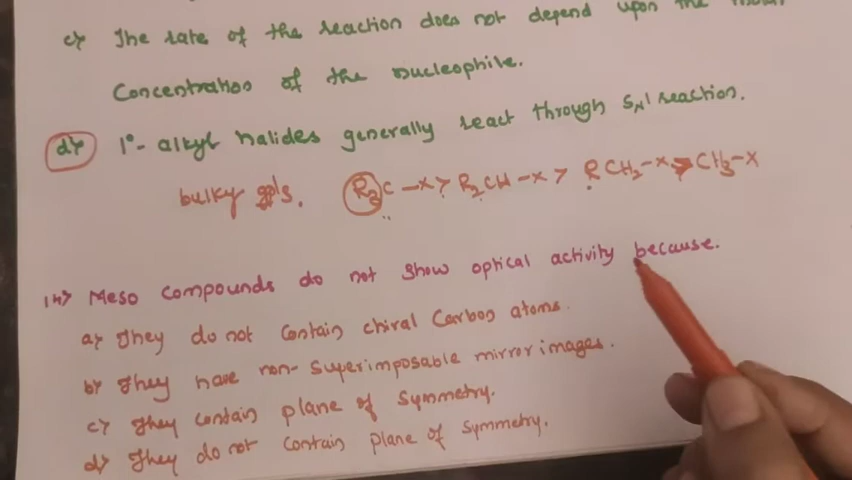 c) The rate of the reaction does not depend upon the
Concentration of the nucleophile.
d) 1°- alkyl halides generally react through SN1 reaction.
bulky gpls. R3C-X > R2CH-X > RCH2-X > CH3-X
14) Meso compounds do not show optical activity because.
a) They do not contain chiral Carbon atoms.
b) They have non-superimposable mirror images.
c) They contain plane of symmetry.
d) They do not contain plane of symmetry.